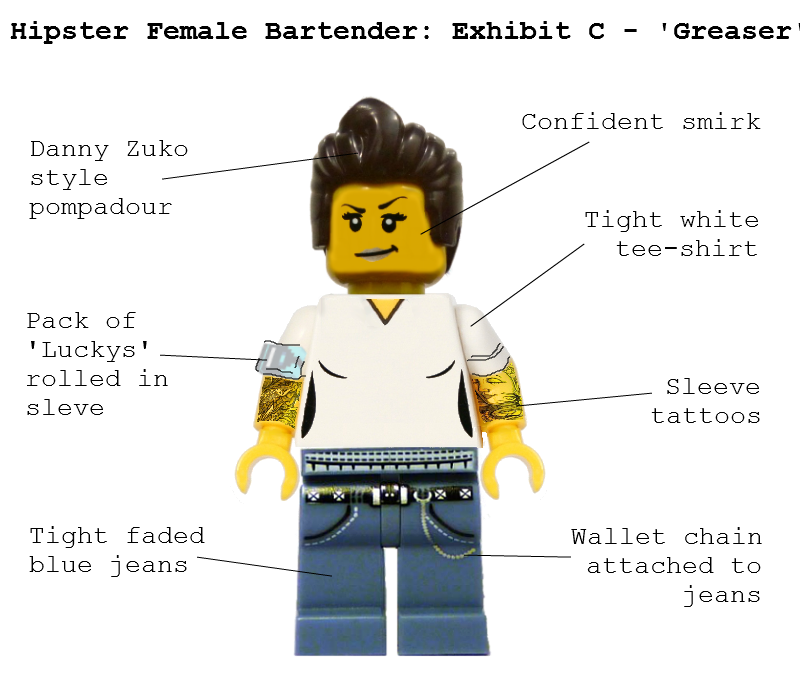 Hipster Female Bartender: Exhibit C - 'Greaser'
Confident smirk
Danny Zuko
style
pompadour
Tight white
tee-shirt
Pack of
'Luckys'
rolled in
sleve
Sleeve
tattoos
Tight faded
blue jeans
Wallet chain
attached to
jeans